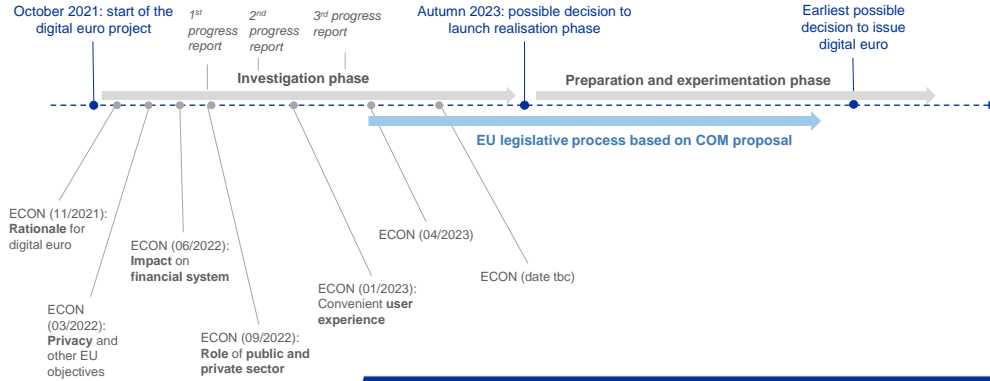 October 2021: start of the
digital euro project
1st
progress
report
2nd
progress
report
3rd progress
report
Autumn 2023: possible decision to
launch realisation phase
Earliest possible
decision to issue
digital euro
Investigation phase
Preparation and experimentation phase
EU legislative process based on COM proposal
ECON (11/2021):
Rationale for
digital euro
ECON
(03/2022):
Privacy and
other EU
objectives
ECON (06/2022):
Impact on
financial system
ECON (09/2022):
Role of public and
private sector
ECON (01/2023):
Convenient user
experience
ECON (04/2023)
ECON (date tbc)